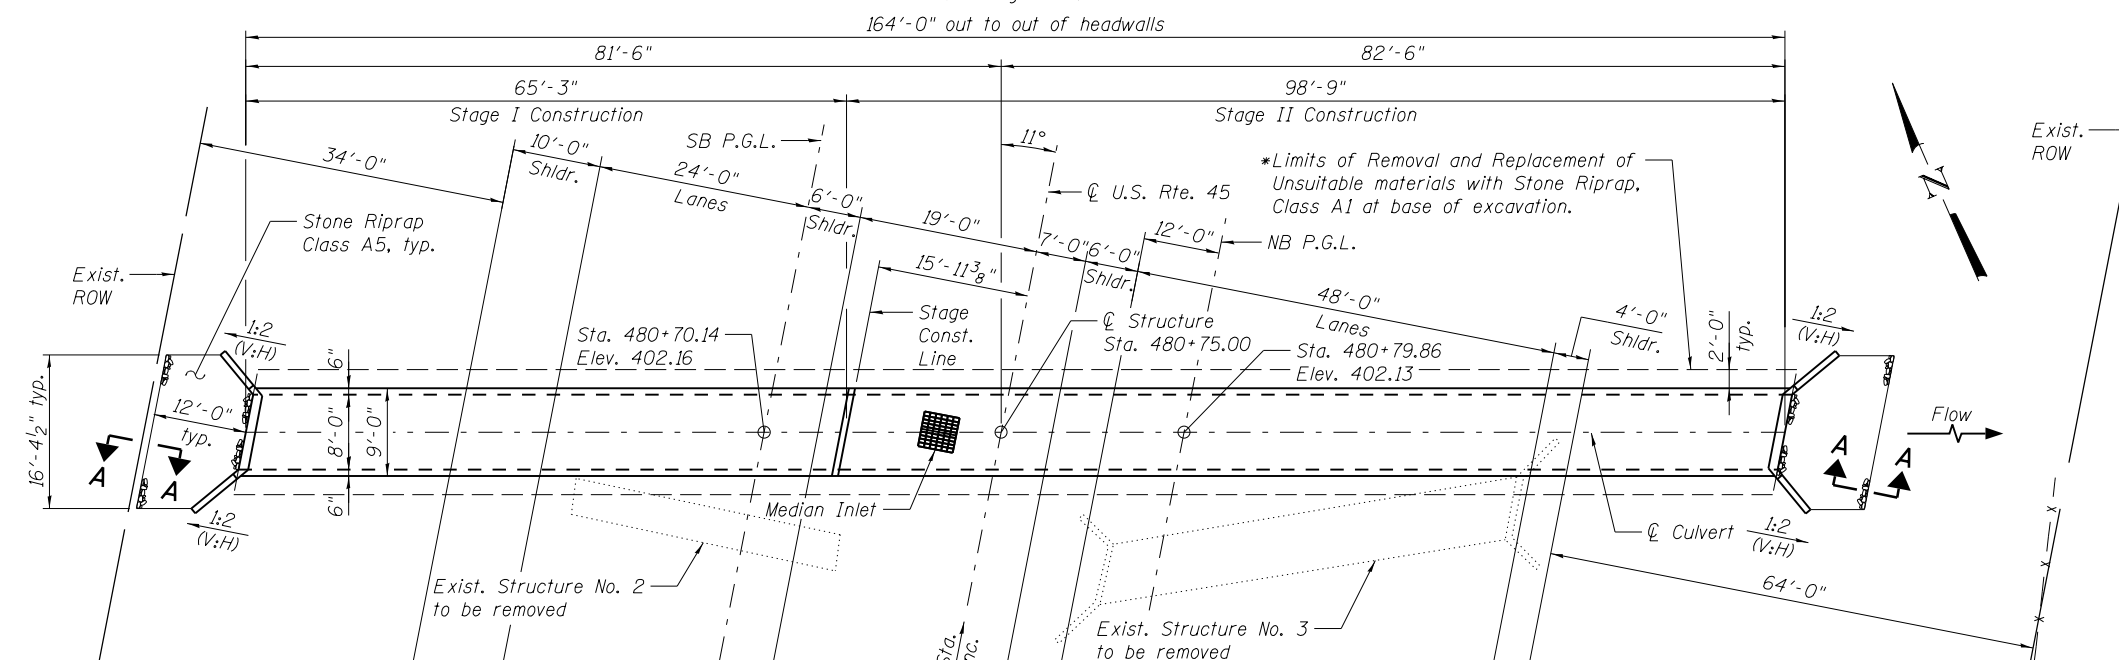 164'-0" out to out of headwalls
81'-6"
82'-6"
65'-3"
98'-9"
Stage I Construction
Stage II Construction
SB P.G.L.
11°
Exist.
ROW
34'-0"
10'-0"
Shldr.
24'-0"
Lanes
6'-0"
Shldr.
19'-0"
℄ U.S. Rte. 45
*Limits of Removal and Replacement of
Unsuitable materials with Stone Riprap,
Class A1 at base of excavation.
N
Stone Riprap
Class A5, typ.
7'-0"
6'-0"
Shldr.
12'-0"
NB P.G.L.
15'-11 3/8"
48'-0"
Lanes
4'-0"
Shldr.
2'-0"
typ.
Exist.
ROW
1:2
(V:H)
Stage
Const.
Line
Sta. 480+70.14
Elev. 402.16
℄ Structure
Sta. 480+75.00
Sta. 480+79.86
Elev. 402.13
1:2
(V:H)
16'-4 1/2" typ.
12'-0"
typ.
6"
8'-0"
9'-0"
6"
Flow
A
A
A
A
Median Inlet
1:2
(V:H)
℄ Culvert
1:2
(V:H)
Exist. Structure No. 2
to be removed
64'-0"
Exist. Structure No. 3
to be removed
Sta.
Inc.